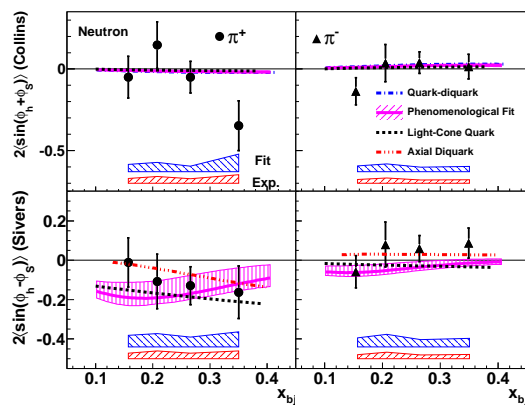 Neutron
π+
π-
2⟨sin(ϕh+ϕS)⟩ (Collins)
0
-0.5
Quark-diquark
Phenomenological Fit
Light-Cone Quark
Axial Diquark
Fit
Exp.
2⟨sin(ϕh-ϕS)⟩ (Sivers)
0.2
0
-0.2
-0.4
0.1 0.2 0.3 0.4 0.1 0.2 0.3 0.4
xbj xbj